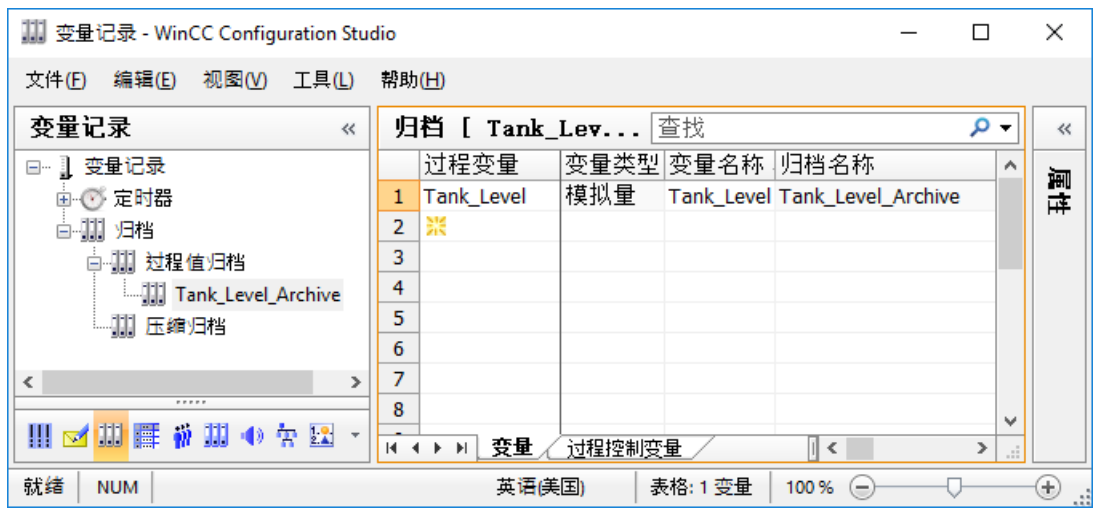 变量记录 - WinCC Configuration Studio
文件(F) 编辑(E) 视图(V) 工具(L) 帮助(H)
变量记录 «
变量记录
定时器
归档
过程值归档
Tank_Level_Archive
压缩归档
归档 [ Tank_Lev... 查找
过程变量 变量类型 变量名称 归档名称
1 Tank_Level 模拟量 Tank_Level Tank_Level_Archive
2
3
4
5
6
7
8
变量 过程控制变量
«
属性
就绪 NUM 英语(美国) 表格: 1 变量 100 %